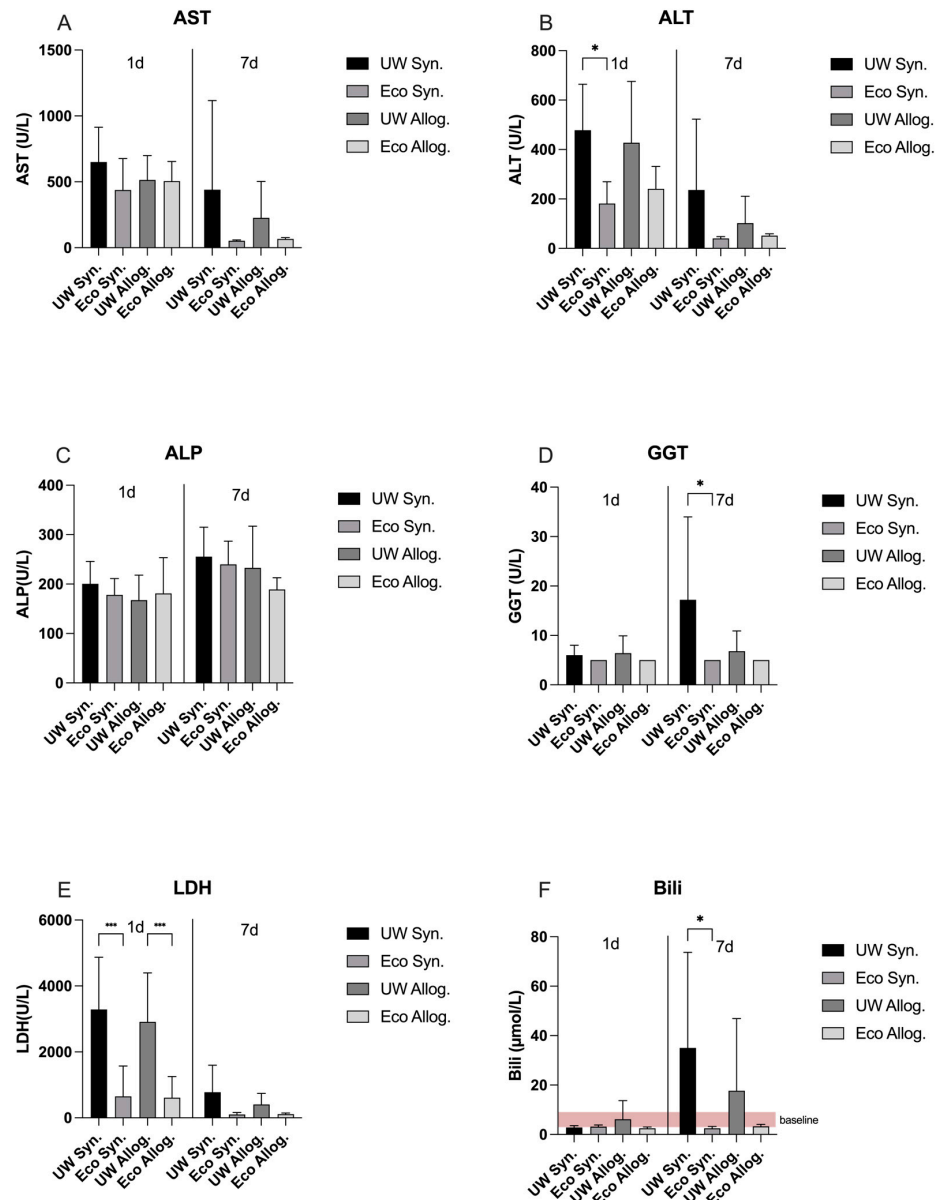 A
AST
1500
1000
500
0
AST (U/L)
1d
7d
UW Syn.
Eco Syn.
UW Allog.
Eco Allog.
UW Syn.
Eco Syn.
UW Allog.
Eco Allog.
UW Syn.
Eco Syn.
UW Allog.
Eco Allog.
B
ALT
800
600
400
200
0
ALT (U/L)
*
1d
7d
UW Syn.
Eco Syn.
UW Allog.
Eco Allog.
UW Syn.
Eco Syn.
UW Allog.
Eco Allog.
UW Syn.
Eco Syn.
UW Allog.
Eco Allog.
C
ALP
400
300
200
100
0
ALP(U/L)
1d
7d
UW Syn.
Eco Syn.
UW Allog.
Eco Allog.
UW Syn.
Eco Syn.
UW Allog.
Eco Allog.
UW Syn.
Eco Syn.
UW Allog.
Eco Allog.
D
GGT
40
30
20
10
0
GGT (U/L)
1d
*
7d
UW Syn.
Eco Syn.
UW Allog.
Eco Allog.
UW Syn.
Eco Syn.
UW Allog.
Eco Allog.
UW Syn.
Eco Syn.
UW Allog.
Eco Allog.
E
LDH
6000
4000
2000
0
LDH(U/L)
***
1d
***
7d
UW Syn.
Eco Syn.
UW Allog.
Eco Allog.
UW Syn.
Eco Syn.
UW Allog.
Eco Allog.
UW Syn.
Eco Syn.
UW Allog.
Eco Allog.
F
Bili
80
60
40
20
0
Bili (µmol/L)
1d
*
7d
baseline
UW Syn.
Eco Syn.
UW Allog.
Eco Allog.
UW Syn.
Eco Syn.
UW Allog.
Eco Allog.
UW Syn.
Eco Syn.
UW Allog.
Eco Allog.